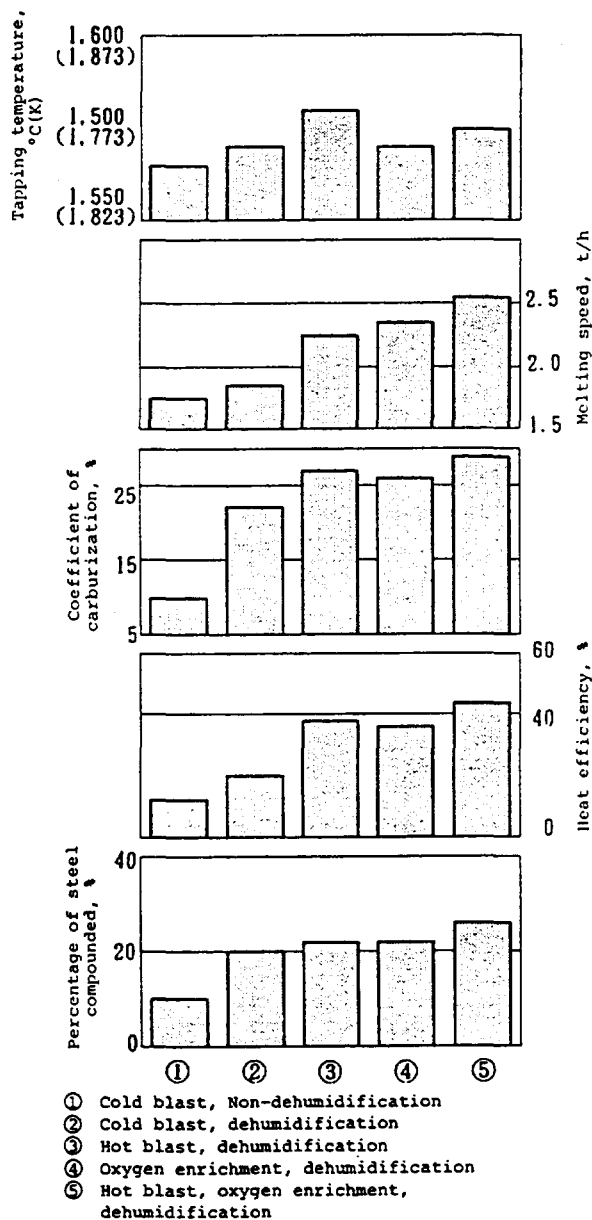 Tapping temperature,
°C(K)
1.600
(1.873)
1.500
(1.773)
1.550
(1.823)
Melting speed, t/h
2.5
2.0
1.5
Coefficient of
carburization, %
25
15
5
Heat efficiency, %
60
40
0
Percentage of steel
compounded, %
40
20
0
① ② ③ ④ ⑤
① Cold blast, Non-dehumidification
② Cold blast, dehumidification
③ Hot blast, dehumidification
④ Oxygen enrichment, dehumidification
⑤ Hot blast, oxygen enrichment,
dehumidification